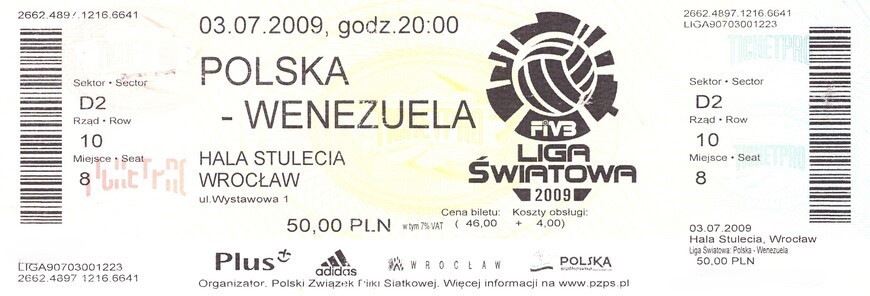 2662.4897.1216.6641
Sektor • Sector
D2
Rząd • Row
10
Miejsce • Seat
8
LIGA90703001223
2662.4897.1216.6641
03.07.2009, godz.20:00
POLSKA
- WENEZUELA
HALA STULECIA
WROCŁAW
ul.Wystawowa 1
50,00 PLN w tym 7% VAT
Cena biletu: Koszty obsługi:
( 46,00 + 4,00)
FIVB
LIGA
ŚWIATOWA
2009
Plus+
adidas
WROCŁAW
POLSKA
Organizator, Polski Związek Piłki Siatkowej. Więcej informacji na www.pzps.pl
2662.4897.1216.6641
LIGA90703001223
TICKETPRO
Sektor • Sector
D2
Rząd • Row
10
TICKETPRO
Miejsce • Seat
8
03.07.2009
Hala Stulecia, Wrocław
Liga Światowa: Polska - Wenezuela
50,00 PLN